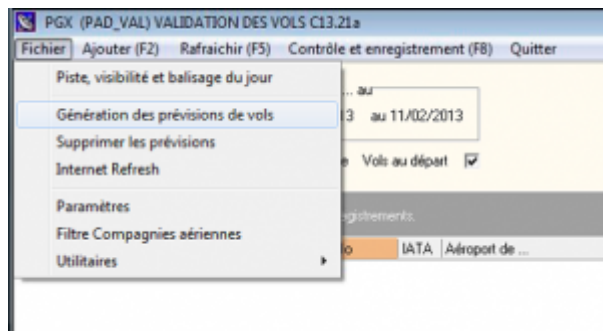 PGX (PAD_VAL) VALIDATION DES VOLS C13.21a
Fichier Ajouter (F2) Rafraichir (F5) Contrôle et enregistrement (F8) Quitter
Piste, visibilité et balisage du jour
... au
Génération des prévisions de vols
13 au 11/02/2013
Supprimer les prévisions
Vols au départ
Internet Refresh
Paramètres
egistrements.
Filtre Compagnies aériennes
IATA Aéroport de ...
Utilitaires